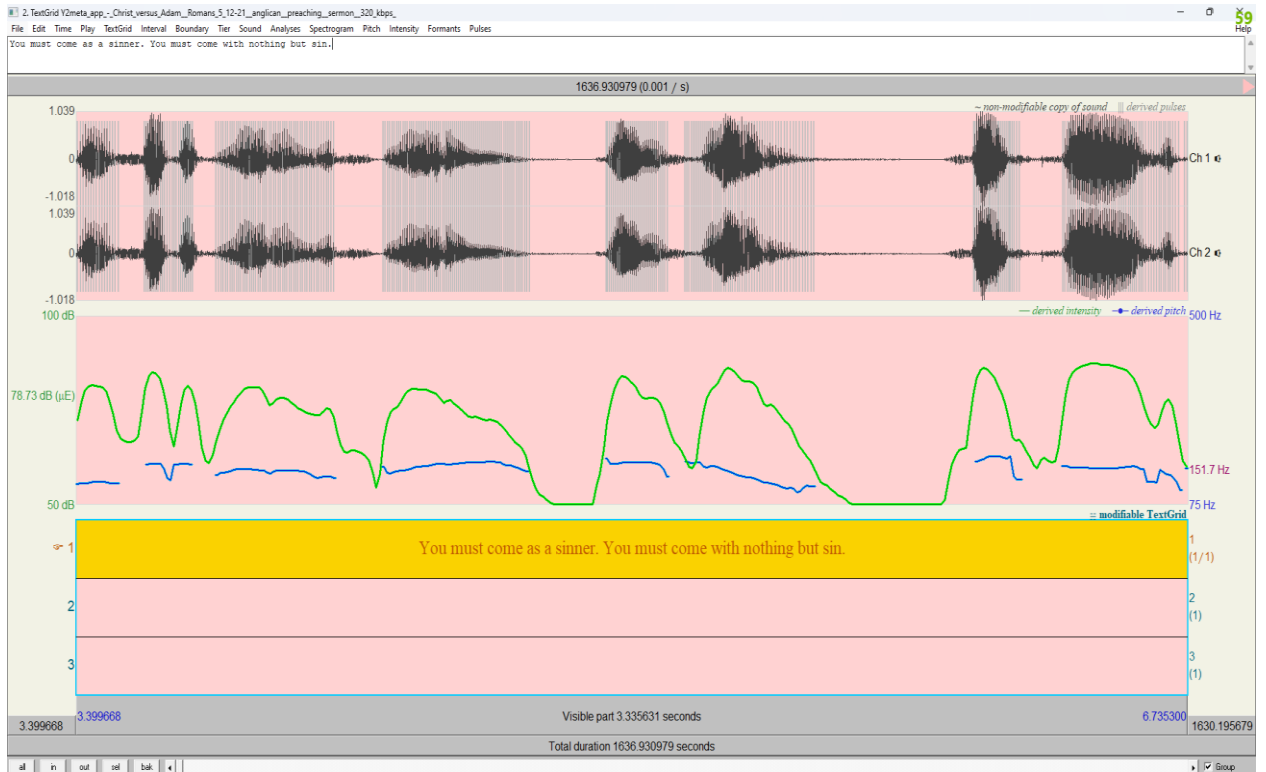 2. TextGrid Y2meta_app_-_Christ_versus_Adam__Romans_5_12-21__anglican__preaching__sermon__320_kbps_
59
File Edit Time Play TextGrid Interval Boundary Tier Sound Analyses Spectrogram Pitch Intensity Formants Pulses Help
You must come as a sinner. You must come with nothing but sin.
1636.930979 (0.001 / s)
~ non-modifiable copy of sound derived pulses
1.039
0
-1.018
Ch 1
1.039
0
-1.018
Ch 2
derived intensity derived pitch
100 dB 500 Hz
78.73 dB (µE)
151.7 Hz
50 dB 75 Hz
modifiable TextGrid
1 You must come as a sinner. You must come with nothing but sin. 1
(1/1)
2 2
(1)
3 3
(1)
3.399668 3.399668 Visible part 3.335631 seconds 6.735300 1630.195679
Total duration 1636.930979 seconds
all in out sel bak Group